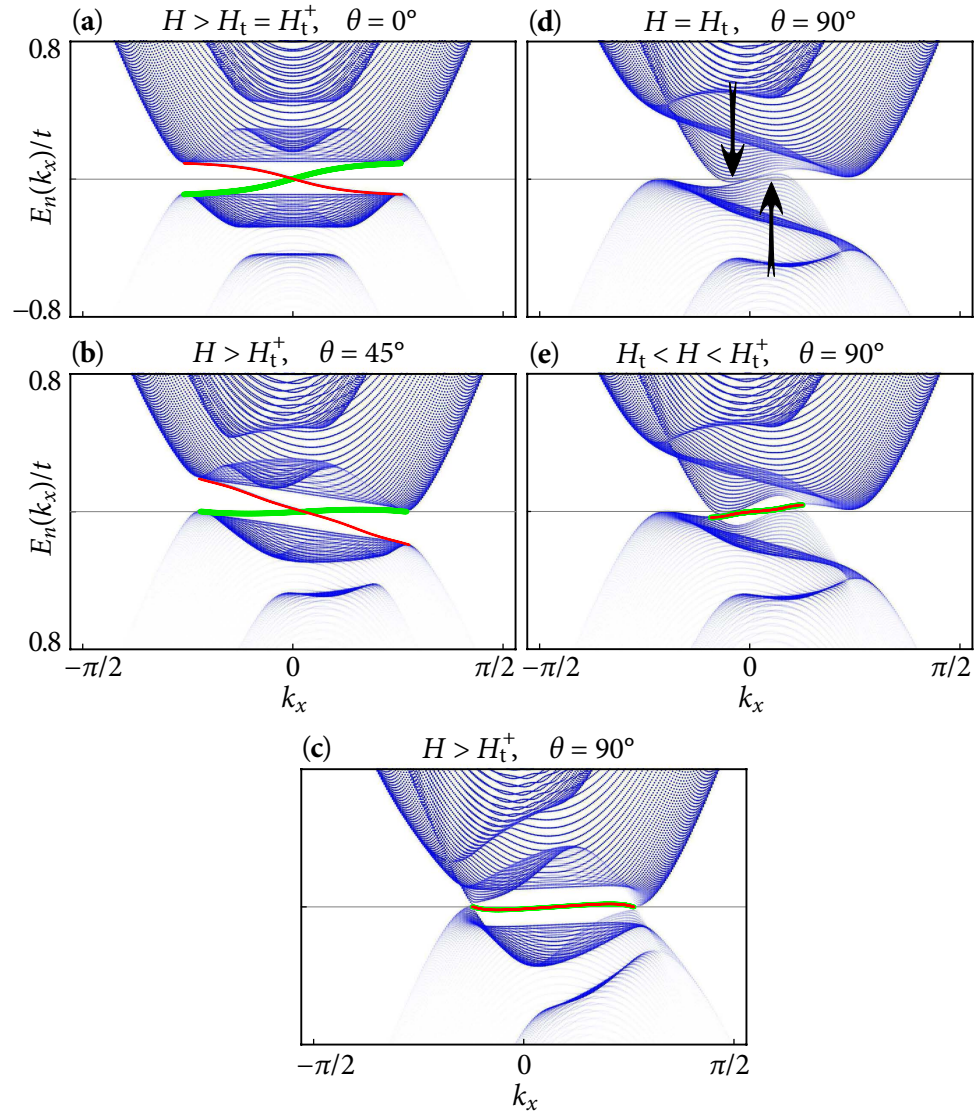 (a) H > Hₜ = Hₜ⁺, θ = 0°
0.8
Eₙ(kₓ)/t
−0.8
(d) H = Hₜ, θ = 90°
(b) H > Hₜ⁺, θ = 45°
0.8
Eₙ(kₓ)/t
0.8
−π/2 0 π/2
kₓ
(e) Hₜ < H < Hₜ⁺, θ = 90°
−π/2 0 π/2
kₓ
(c) H > Hₜ⁺, θ = 90°
−π/2 0 π/2
kₓ